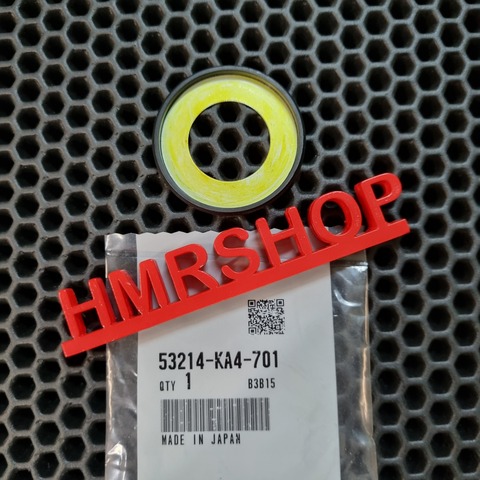 HMRSHOP
53214-KA4-701
QTY 1 B3B15
MADE IN JAPAN